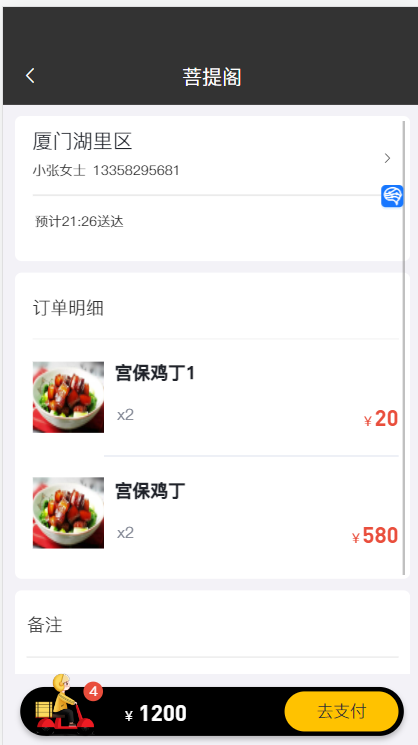 菩提阁
厦门湖里区
小张女士 13358295681
预计21:26送达
订单明细
宫保鸡丁1
x2
¥20
宫保鸡丁
x2
¥580
备注
4
¥ 1200
去支付